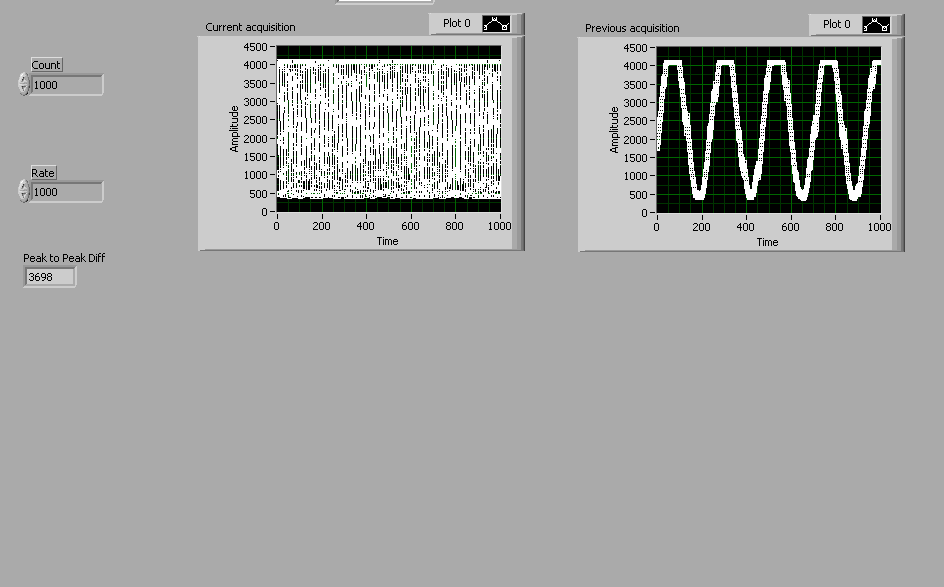 Current acquisition
Plot 0
Previous acquisition
Plot 0
Count
1000
Rate
1000
Peak to Peak Diff
3698
Amplitude
4500
4000
3500
3000
2500
2000
1500
1000
500
0
0 200 400 600 800 1000
Time
Amplitude
4500
4000
3500
3000
2500
2000
1500
1000
500
0
0 200 400 600 800 1000
Time